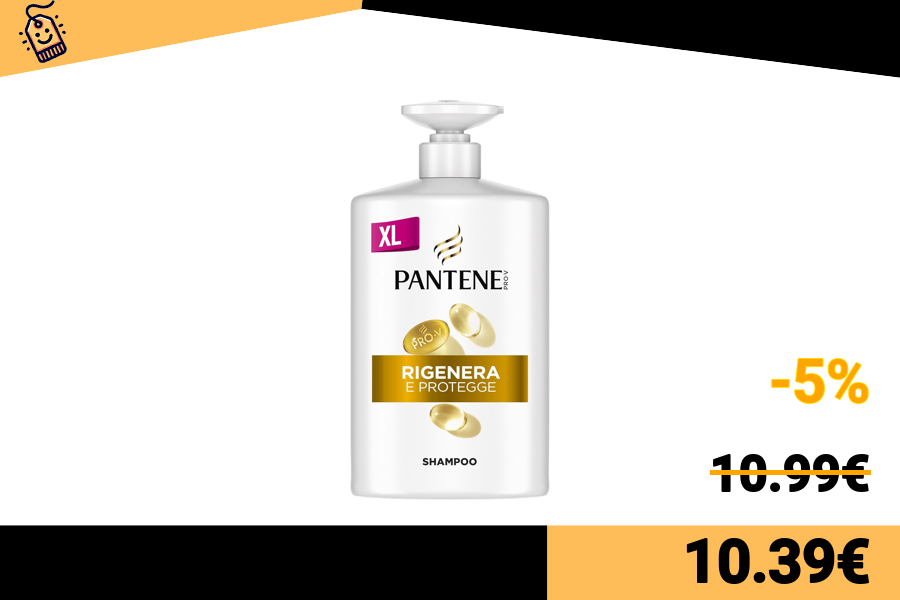 XL
PANTENE
PRO-V
PRO-V
RIGENERA
E PROTEGGE
SHAMPOO
-5%
10.99€
10.39€